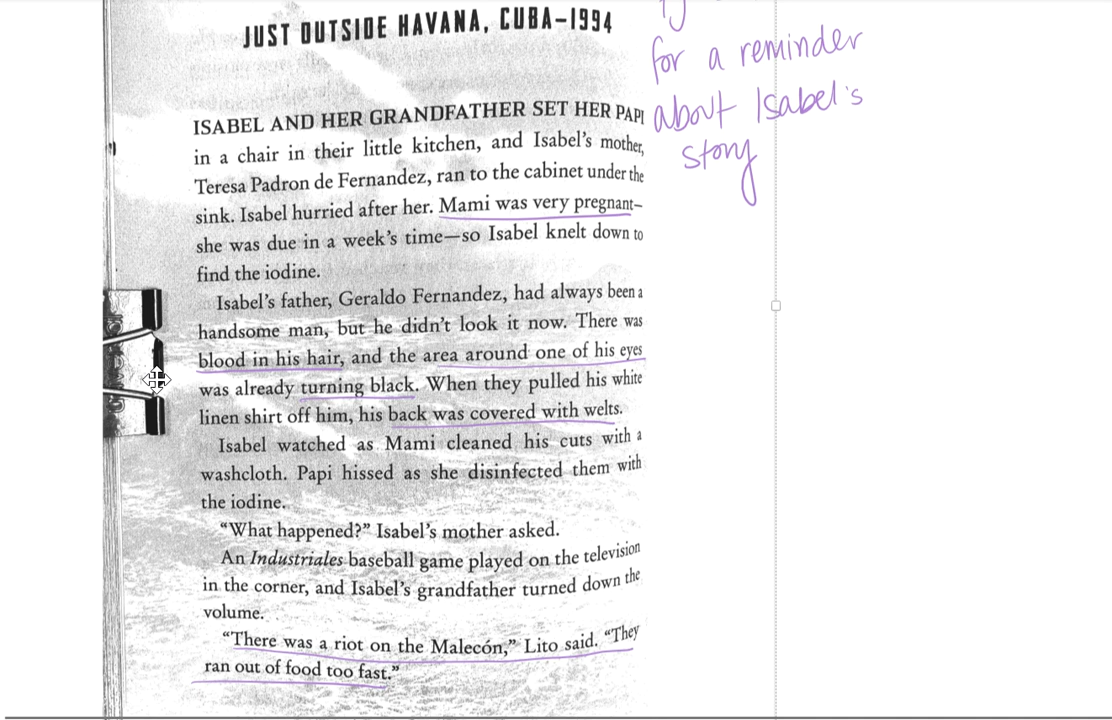 JUST OUTSIDE HAVANA, CUBA–1994
for a reminder
about Isabel's
story
ISABEL AND HER GRANDFATHER SET HER PAPI
in a chair in their little kitchen, and Isabel's mother,
Teresa Padron de Fernandez, ran to the cabinet under the
sink. Isabel hurried after her. Mami was very pregnant–
she was due in a week's time—so Isabel knelt down to
find the iodine.
Isabel's father, Geraldo Fernandez, had always been a
handsome man, but he didn't look it now. There was
blood in his hair, and the area around one of his eyes
was already turning black. When they pulled his white
linen shirt off him, his back was covered with welts.
Isabel watched as Mami cleaned his cuts with a
washcloth. Papi hissed as she disinfected them with
the iodine.
“What happened?” Isabel's mother asked.
An Industriales baseball game played on the television
in the corner, and Isabel's grandfather turned down the
volume.
“There was a riot on the Malecón,” Lito said. “They
ran out of food too fast.”